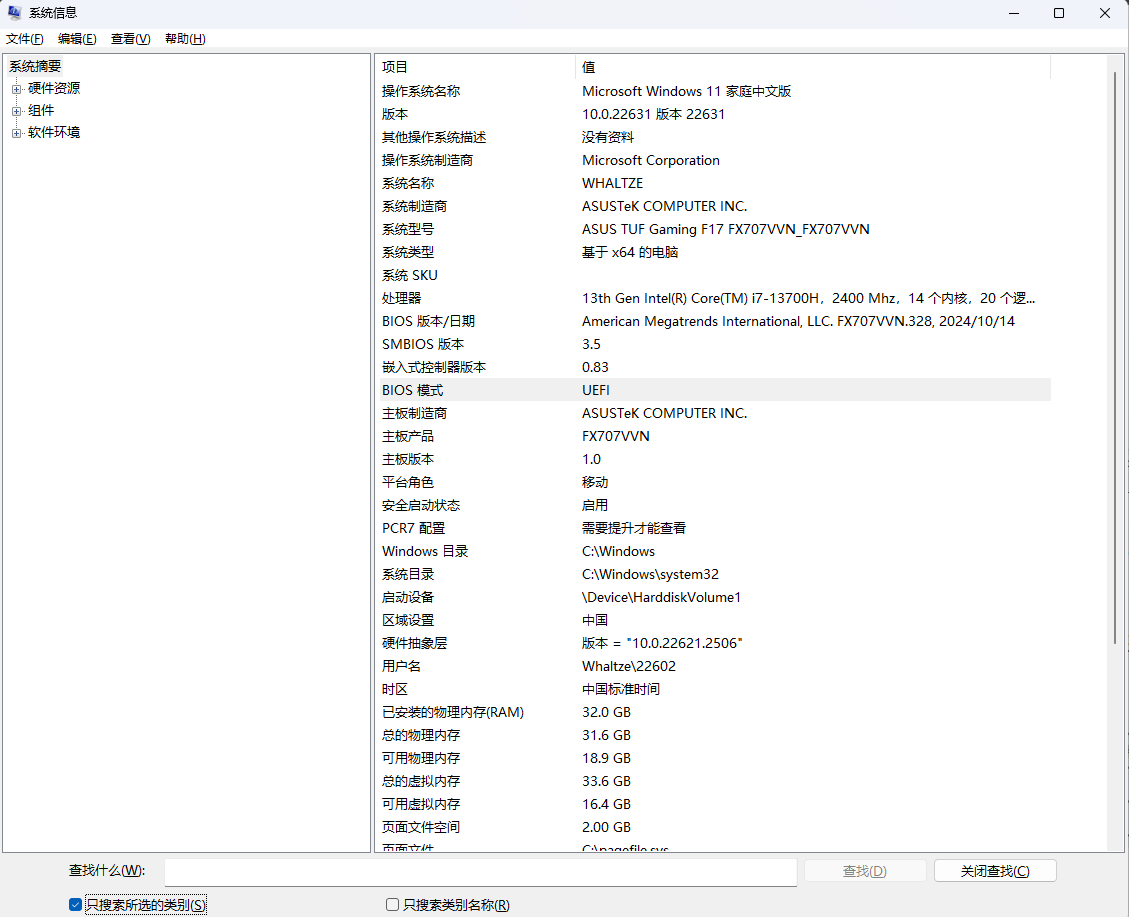 系统信息
文件(F) 编辑(E) 查看(V) 帮助(H)
系统摘要
硬件资源
组件
软件环境
项目 值
操作系统名称 Microsoft Windows 11 家庭中文版
版本 10.0.22631 版本 22631
其他操作系统描述 没有资料
操作系统制造商 Microsoft Corporation
系统名称 WHALTZE
系统制造商 ASUSTeK COMPUTER INC.
系统型号 ASUS TUF Gaming F17 FX707VVN_FX707VVN
系统类型 基于 x64 的电脑
系统 SKU
处理器 13th Gen Intel(R) Core(TM) i7-13700H，2400 Mhz，14 个内核，20 个逻...
BIOS 版本/日期 American Megatrends International, LLC. FX707VVN.328, 2024/10/14
SMBIOS 版本 3.5
嵌入式控制器版本 0.83
BIOS 模式 UEFI
主板制造商 ASUSTeK COMPUTER INC.
主板产品 FX707VVN
主板版本 1.0
平台角色 移动
安全启动状态 启用
PCR7 配置 需要提升才能查看
Windows 目录 C:\Windows
系统目录 C:\Windows\system32
启动设备 \Device\HarddiskVolume1
区域设置 中国
硬件抽象层 版本 = "10.0.22621.2506"
用户名 Whaltze\22602
时区 中国标准时间
已安装的物理内存(RAM) 32.0 GB
总的物理内存 31.6 GB
可用物理内存 18.9 GB
总的虚拟内存 33.6 GB
可用虚拟内存 16.4 GB
页面文件空间 2.00 GB
页面文件 C:\pagefile.sys
查找什么(W): 查找(D) 关闭查找(C)
只搜索所选的类别(S) 只搜索类别名称(R)